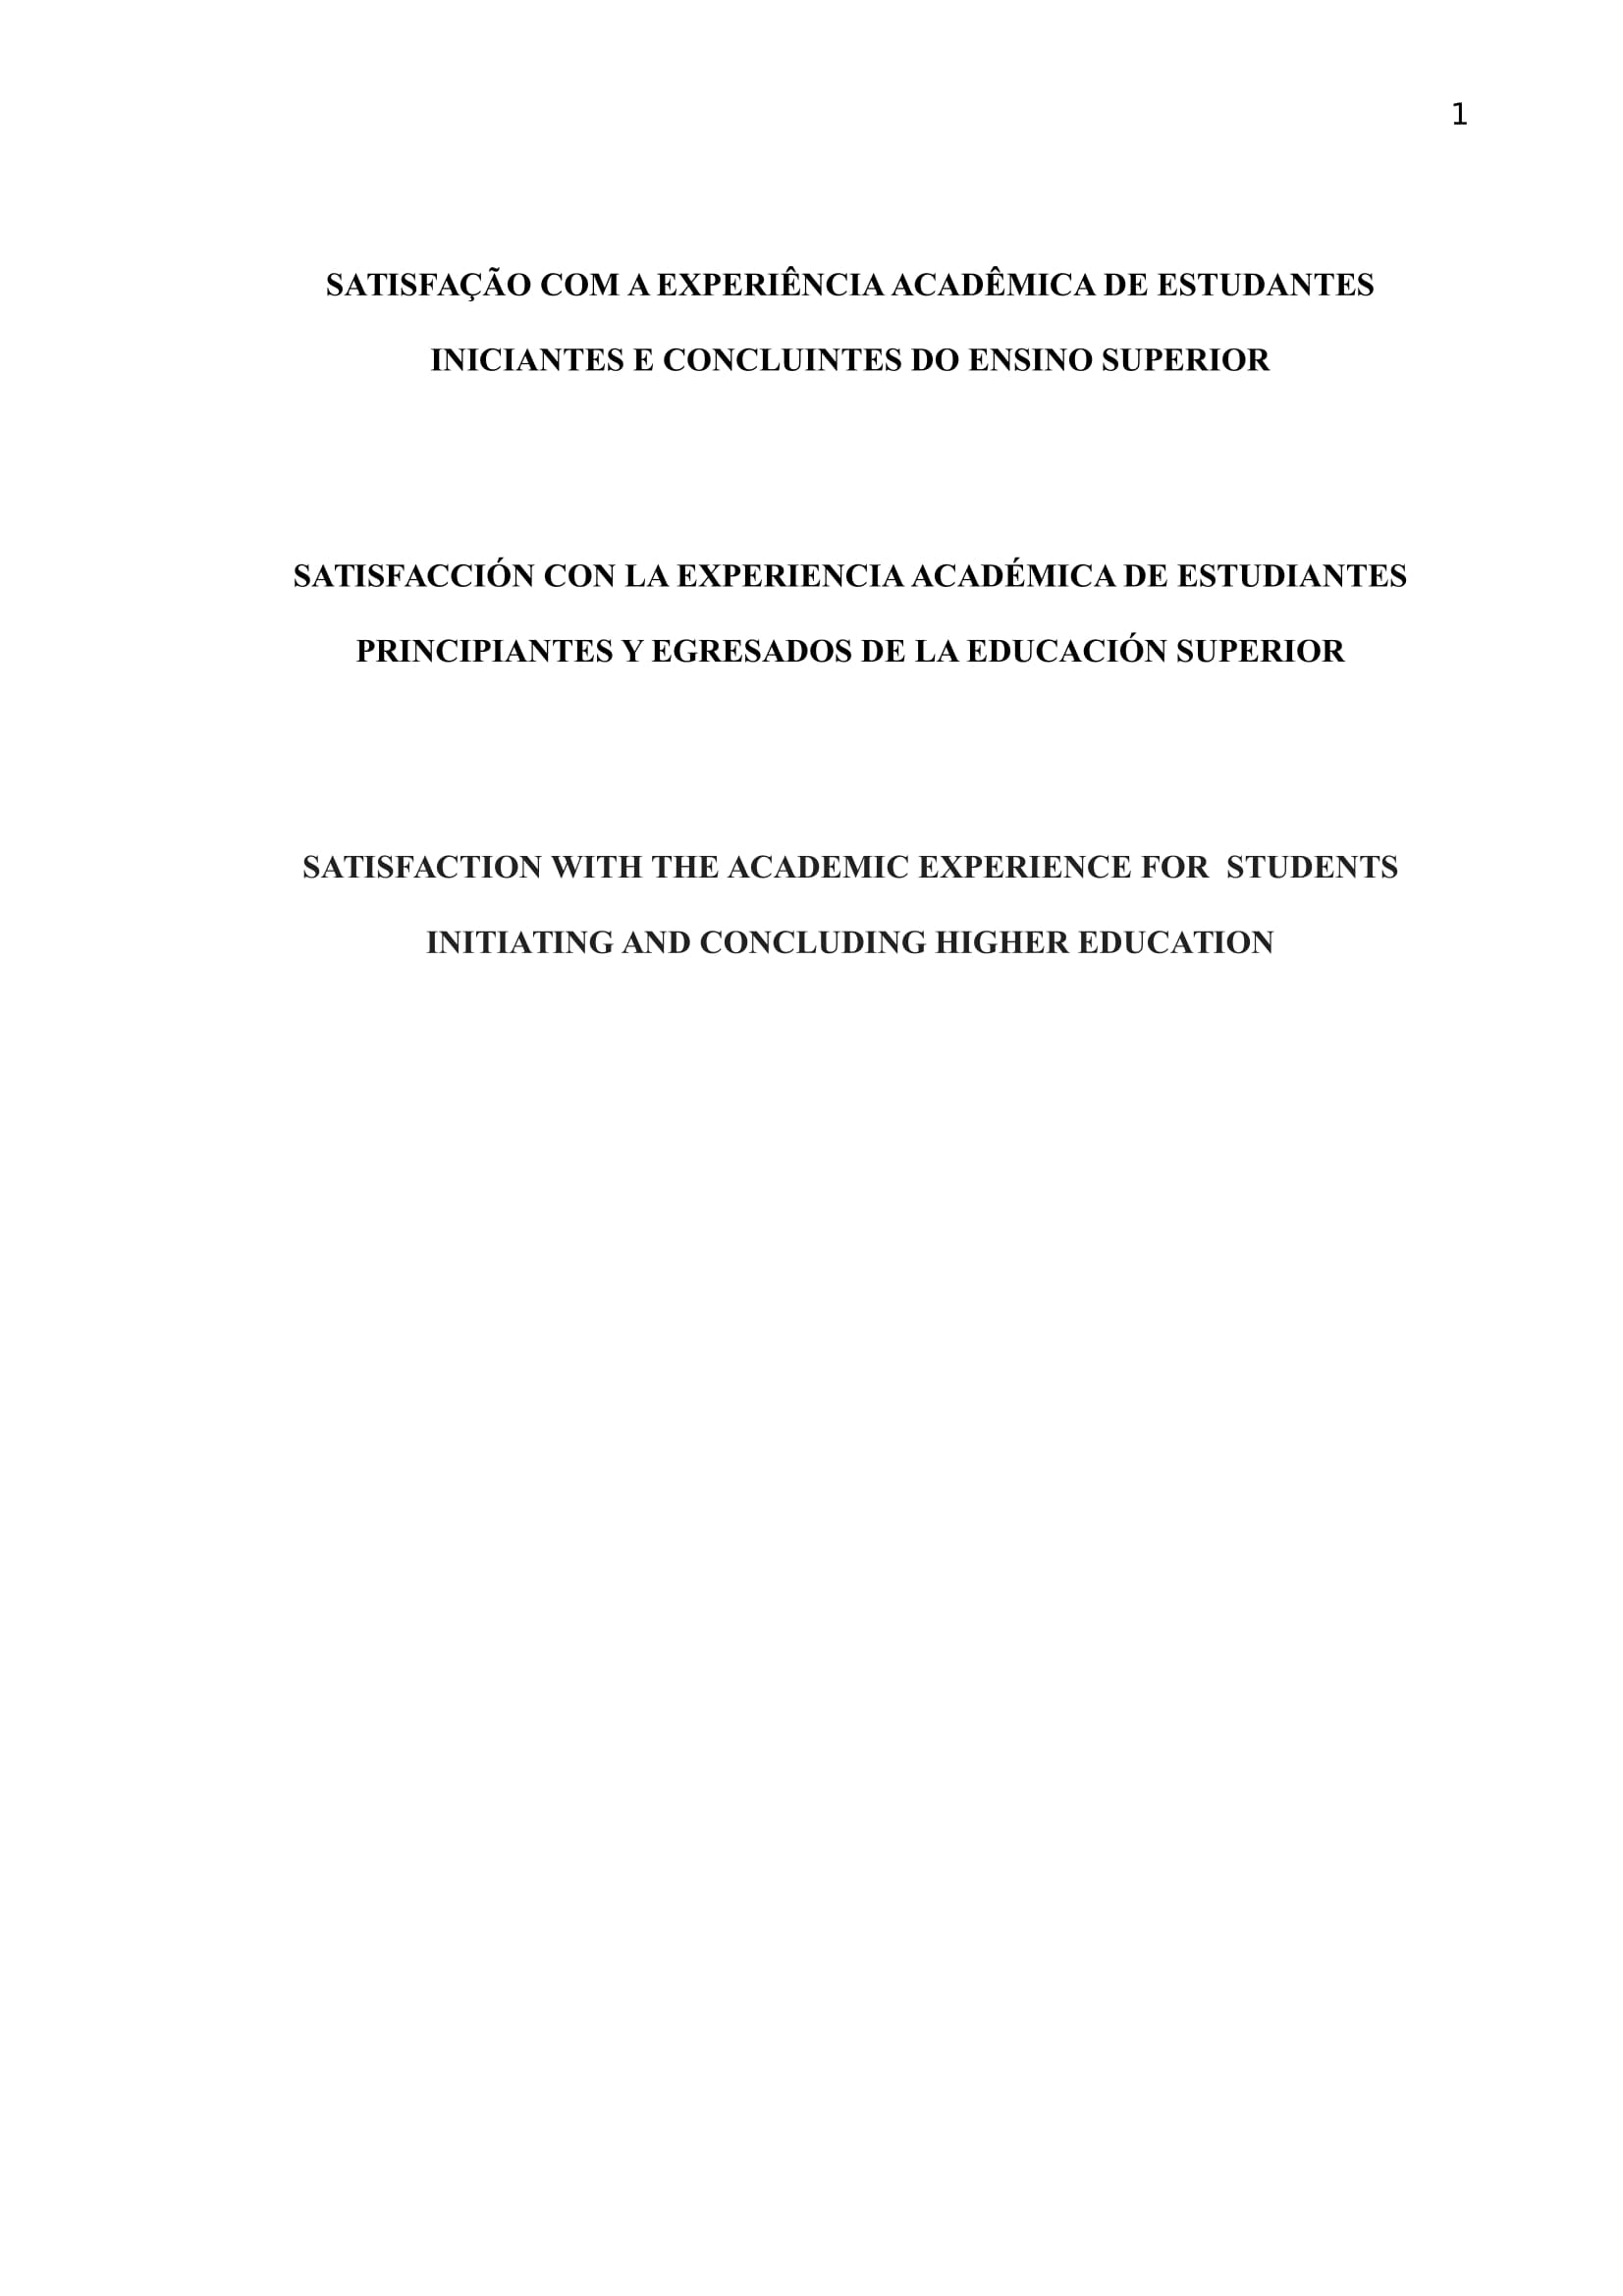 1
SATISFAÇÃO COM A EXPERIÊNCIA ACADÊMICA DE ESTUDANTES
INICIANTES E CONCLUINTES DO ENSINO SUPERIOR
SATISFACCIÓN CON LA EXPERIENCIA ACADÉMICA DE ESTUDIANTES
PRINCIPIANTES Y EGRESADOS DE LA EDUCACIÓN SUPERIOR
SATISFACTION WITH THE ACADEMIC EXPERIENCE FOR  STUDENTS
INITIATING AND CONCLUDING HIGHER EDUCATION